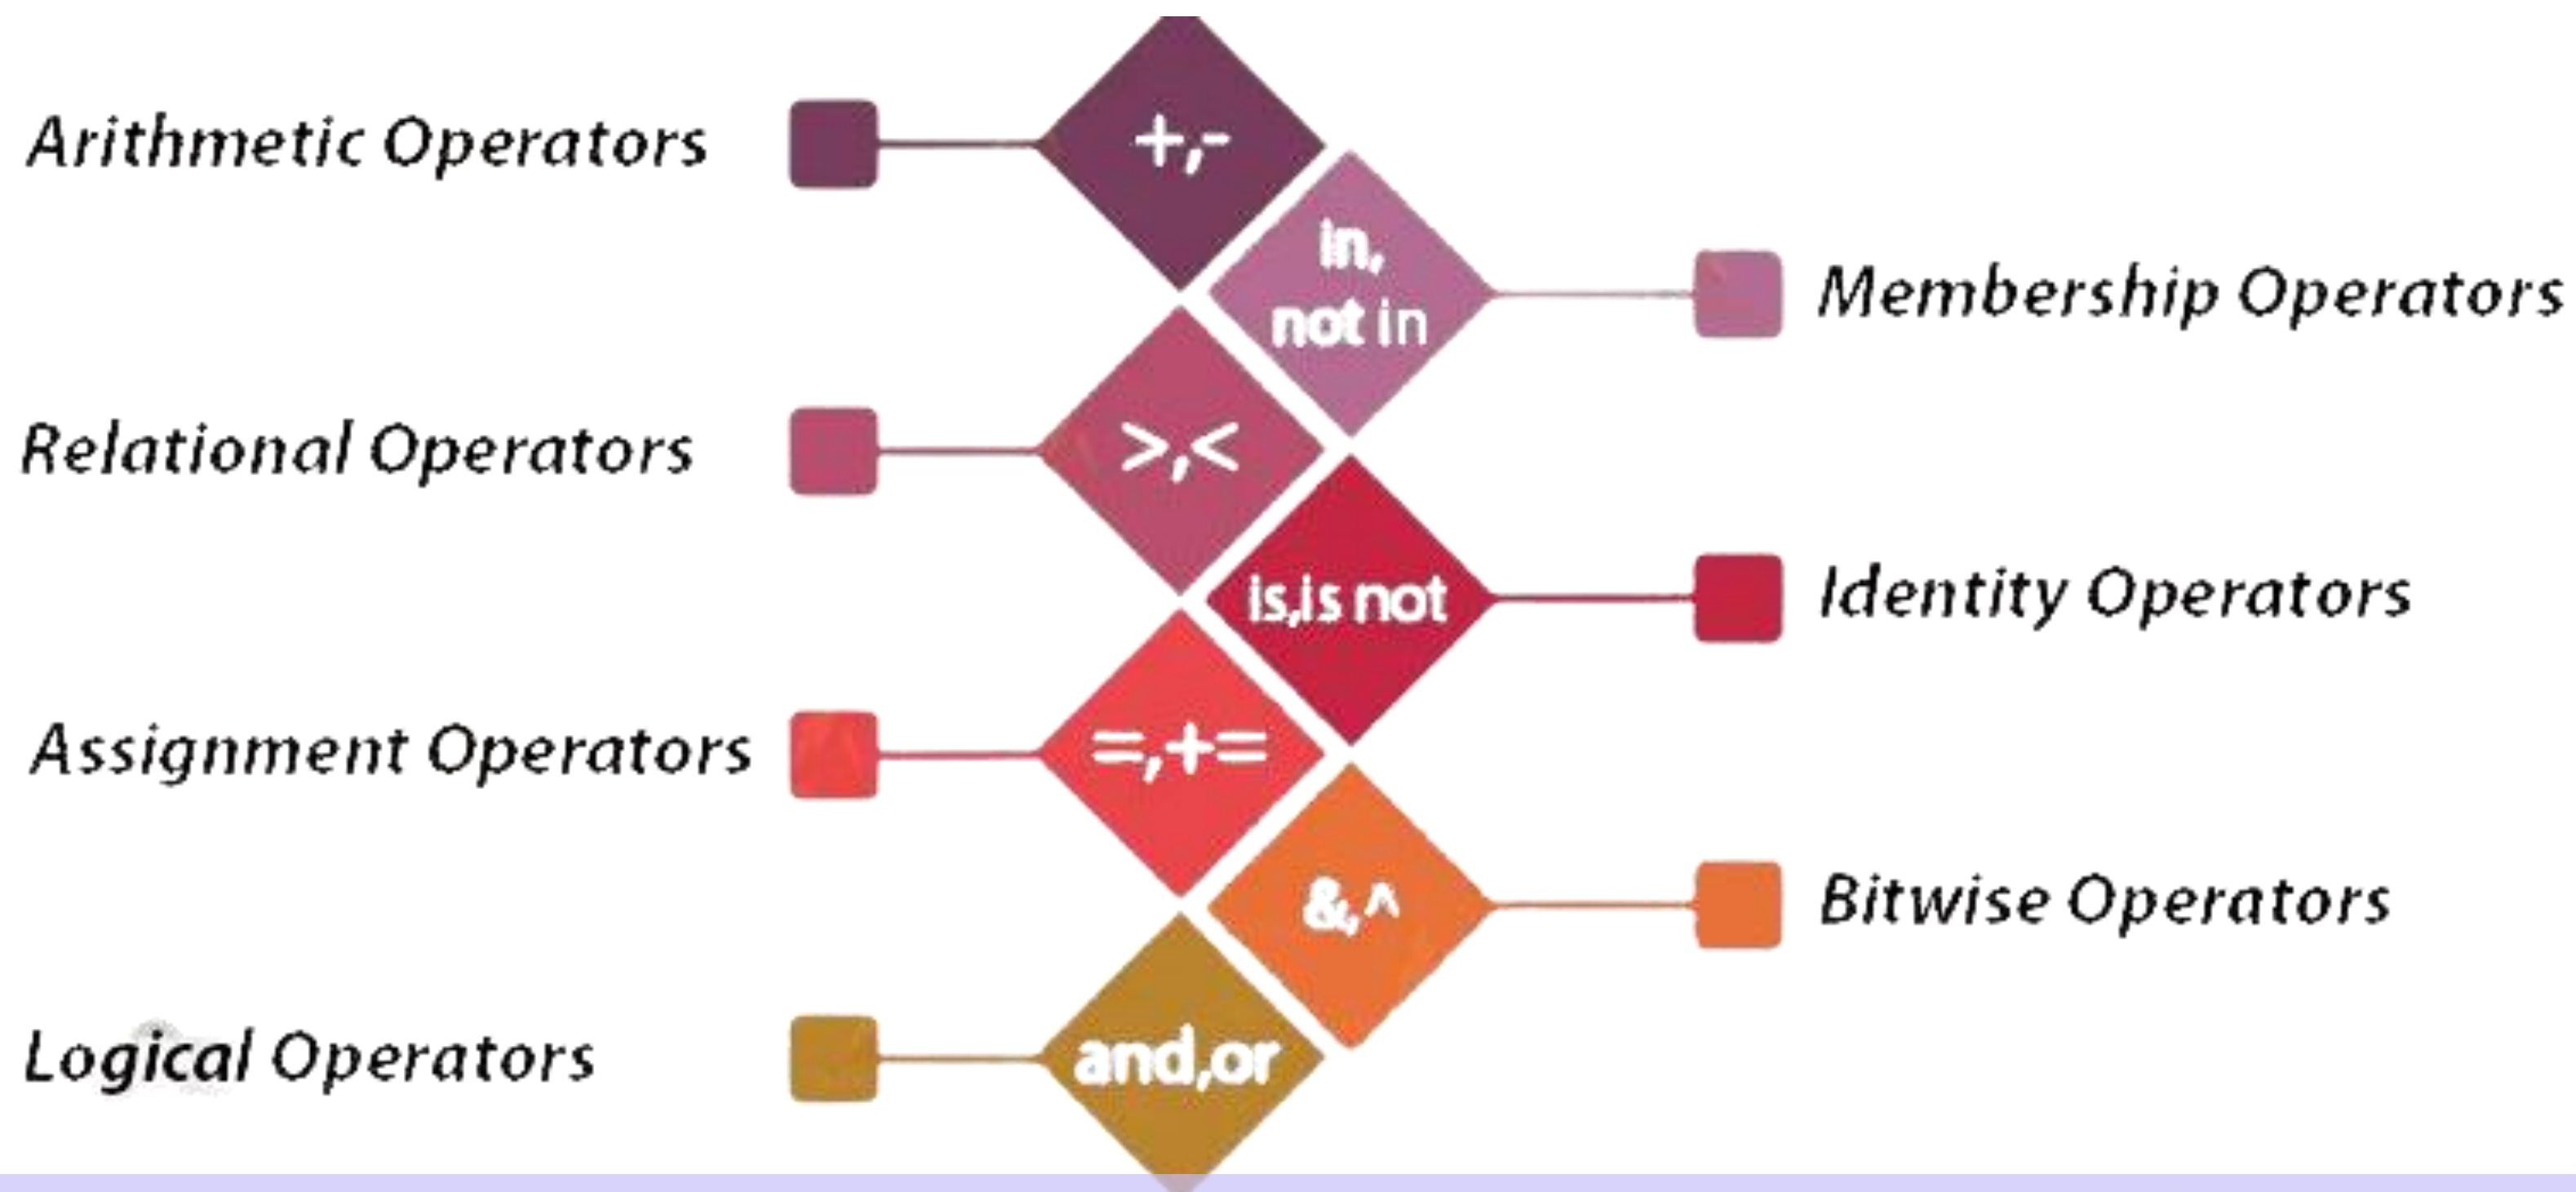 Arithmetic Operators
+,-
in,
not in
Membership Operators
Relational Operators
>,<
is,is not
Identity Operators
Assignment Operators
=,+=
&,^
Bitwise Operators
Logical Operators
and,or